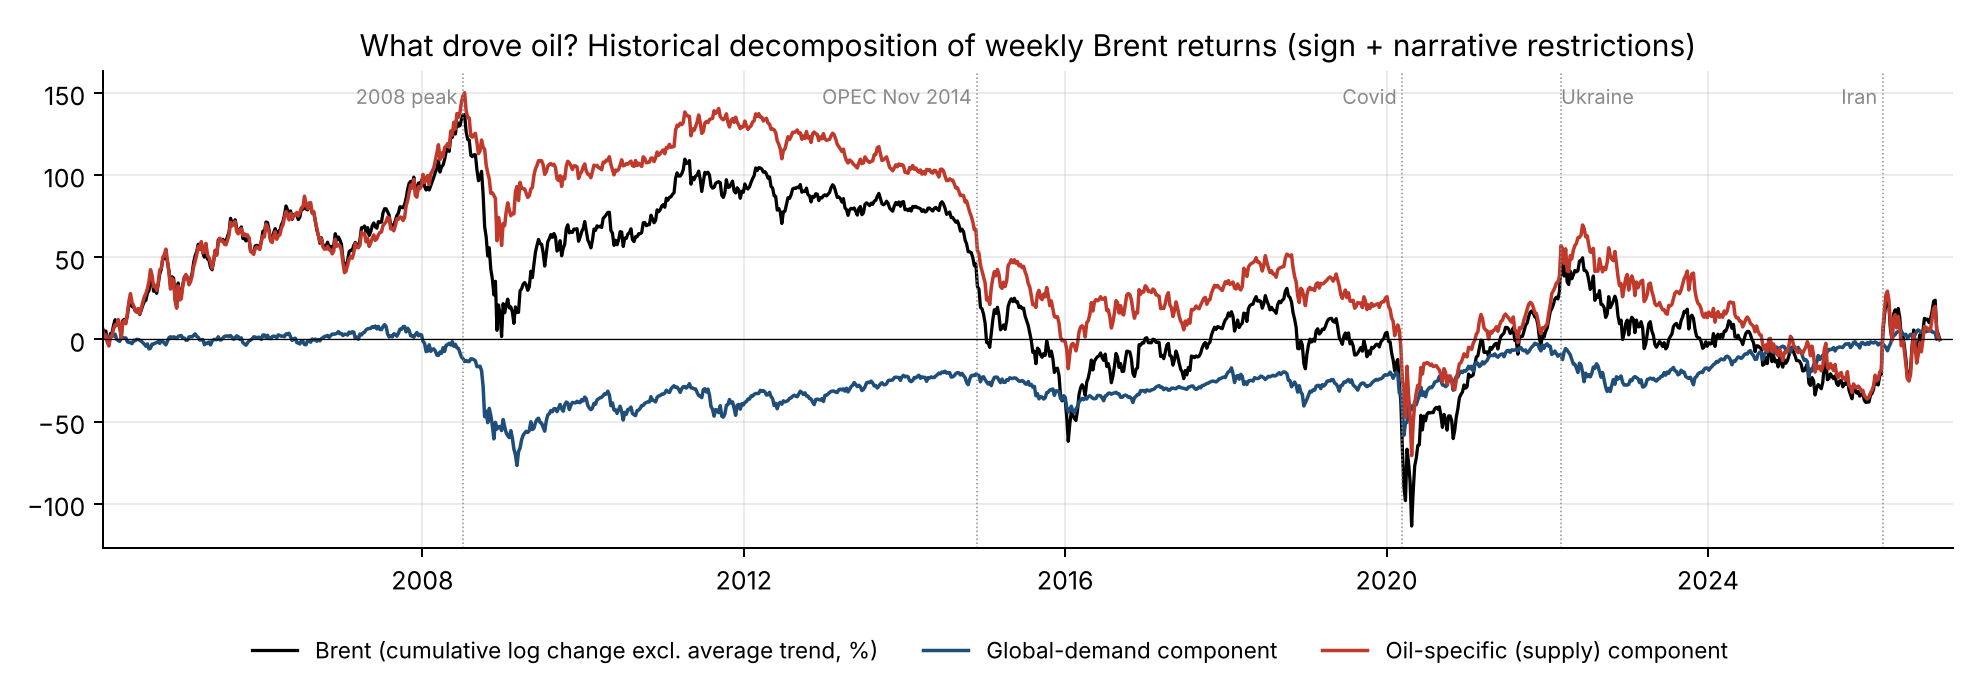 What drove oil? Historical decomposition of weekly Brent returns (sign + narrative restrictions)
2008 peak
OPEC Nov 2014
Covid
Ukraine
Iran
150
100
50
0
−50
−100
2008
2012
2016
2020
2024
Brent (cumulative log change excl. average trend, %)
Global-demand component
Oil-specific (supply) component